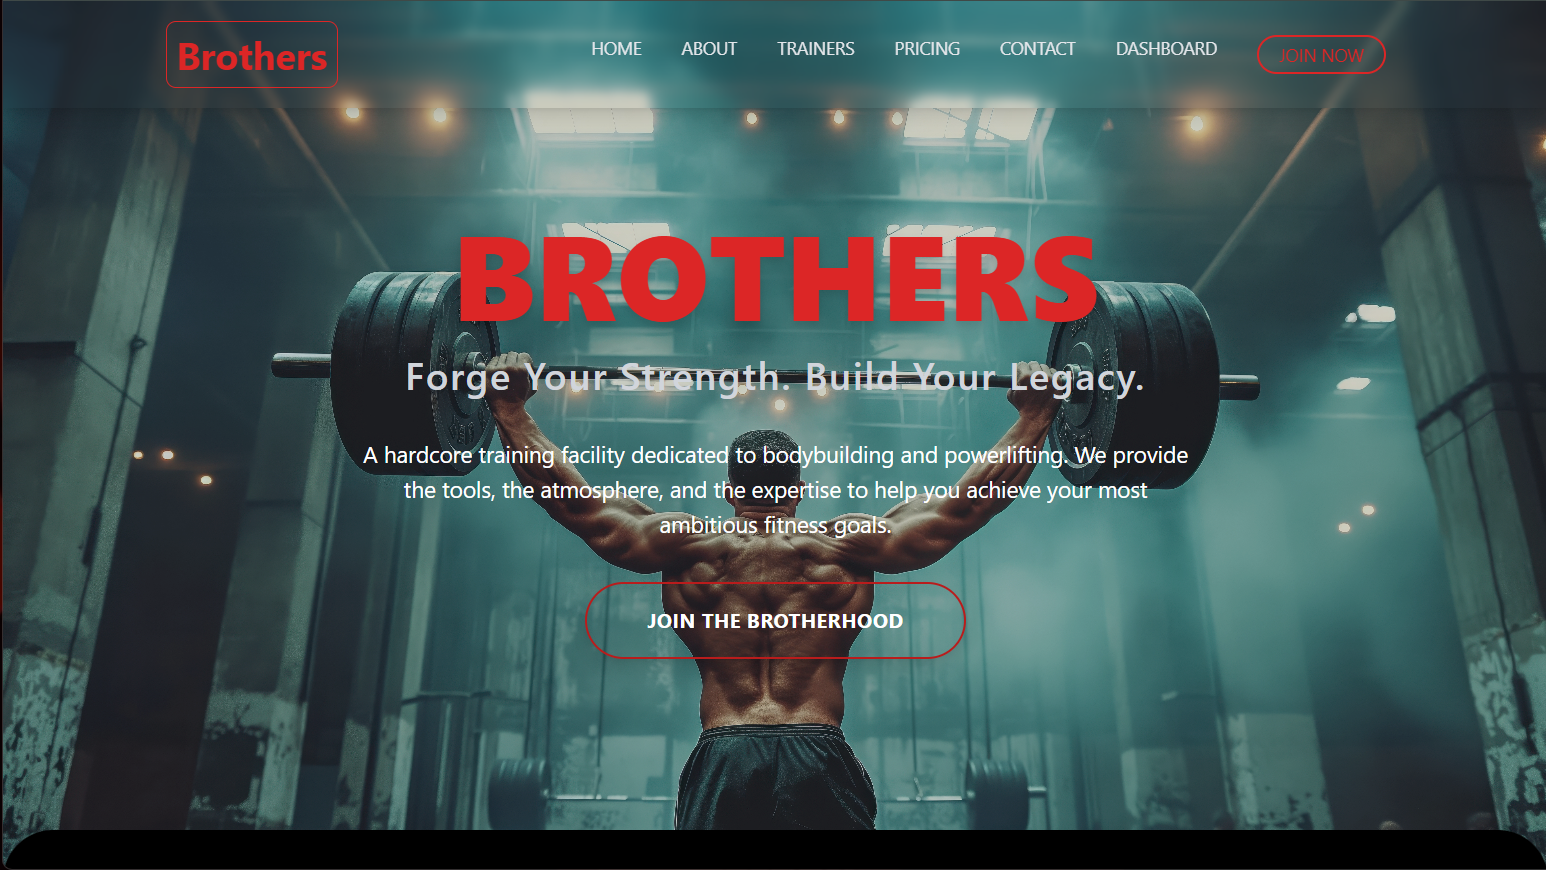 Brothers
HOME
ABOUT
TRAINERS
PRICING
CONTACT
DASHBOARD
JOIN NOW
BROTHERS
Forge Your Strength. Build Your Legacy.
A hardcore training facility dedicated to bodybuilding and powerlifting. We provide
the tools, the atmosphere, and the expertise to help you achieve your most
ambitious fitness goals.
JOIN THE BROTHERHOOD